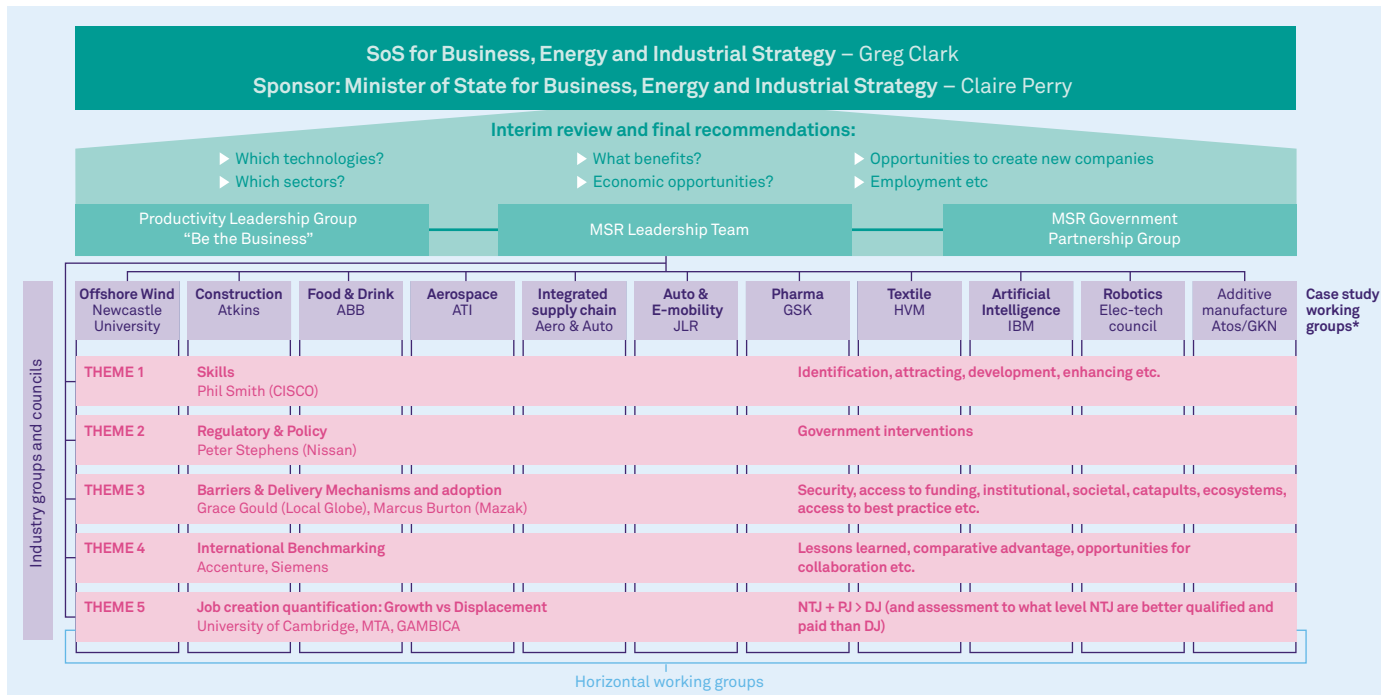 SoS for Business, Energy and Industrial Strategy – Greg Clark
Sponsor: Minister of State for Business, Energy and Industrial Strategy – Claire Perry
Interim review and final recommendations:
Which technologies?
Which sectors?
What benefits?
Economic opportunities?
Opportunities to create new companies
Employment etc
Productivity Leadership Group
“Be the Business”
MSR Leadership Team
MSR Government
Partnership Group
Industry groups and councils
Offshore Wind
Newcastle
University
Construction
Atkins
Food & Drink
ABB
Aerospace
ATI
Integrated
supply chain
Aero & Auto
Auto &
E-mobility
JLR
Pharma
GSK
Textile
HVM
Artificial
Intelligence
IBM
Robotics
Elec-tech
council
Additive
manufacture
Atos/GKN
Case study
working
groups*
THEME 1
Skills
Phil Smith (CISCO)
Identification, attracting, development, enhancing etc.
THEME 2
Regulatory & Policy
Peter Stephens (Nissan)
Government interventions
THEME 3
Barriers & Delivery Mechanisms and adoption
Grace Gould (Local Globe), Marcus Burton (Mazak)
Security, access to funding, institutional, societal, catapults, ecosystems,
access to best practice etc.
THEME 4
International Benchmarking
Accenture, Siemens
Lessons learned, comparative advantage, opportunities for
collaboration etc.
THEME 5
Job creation quantification: Growth vs Displacement
University of Cambridge, MTA, GAMBICA
NTJ + PJ > DJ (and assessment to what level NTJ are better qualified and
paid than DJ)
Horizontal working groups